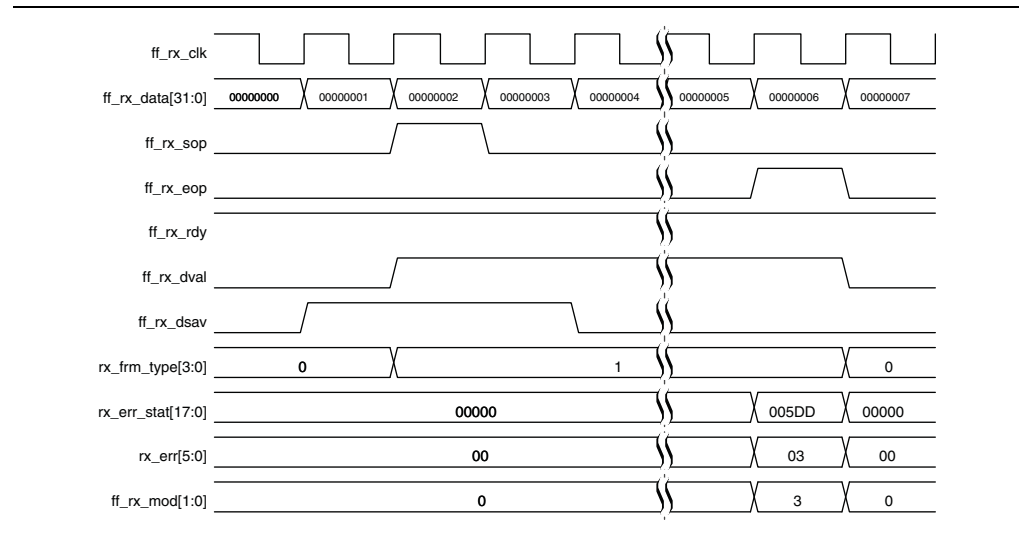 ff_rx_clk
ff_rx_data[31:0] 00000000 00000001 00000002 00000003 00000004 00000005 00000006 00000007
ff_rx_sop
ff_rx_eop
ff_rx_rdy
ff_rx_dval
ff_rx_dsav
rx_frm_type[3:0] 0 1 0
rx_err_stat[17:0] 00000 005DD 00000
rx_err[5:0] 00 03 00
ff_rx_mod[1:0] 0 3 0